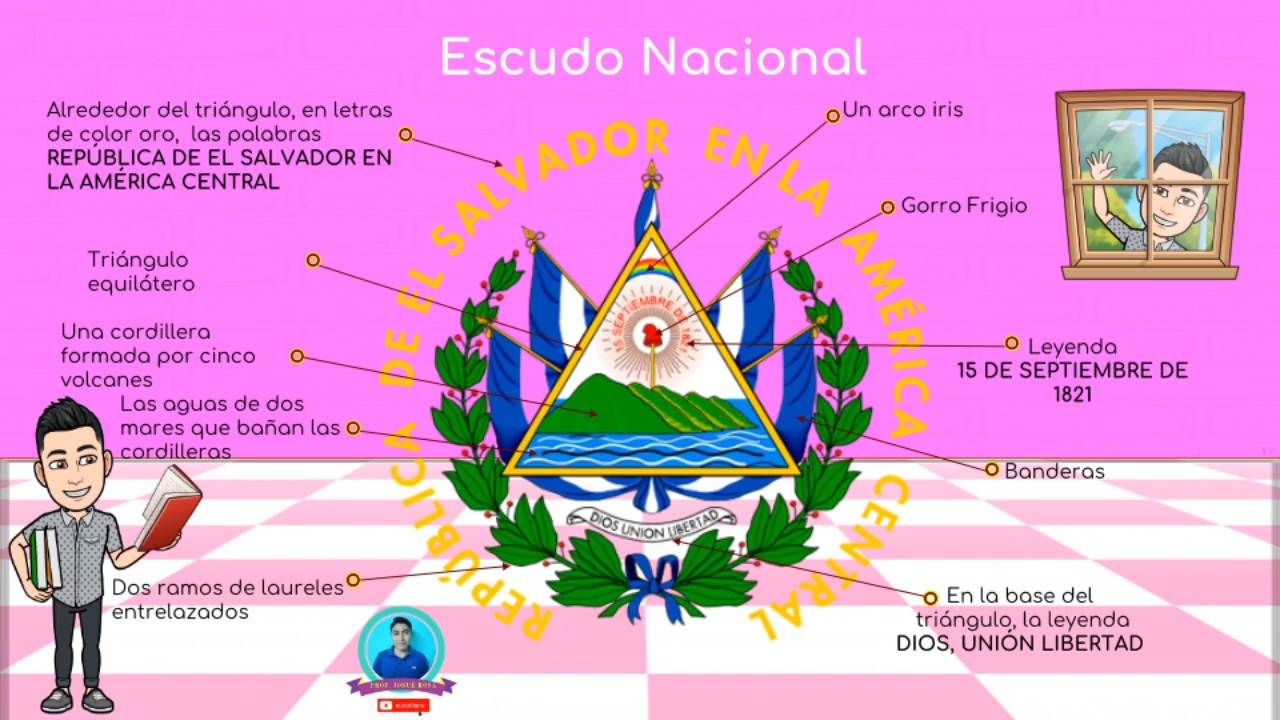 Escudo Nacional
Alrededor del triángulo, en letras
de color oro, las palabras
REPÚBLICA DE EL SALVADOR EN
LA AMÉRICA CENTRAL
Un arco iris
Gorro Frigio
Triángulo
equilátero
Una cordillera
formada por cinco
volcanes
Las aguas de dos
mares que bañan las
cordilleras
Leyenda
15 DE SEPTIEMBRE DE
1821
Banderas
Dos ramos de laureles
entrelazados
En la base del
triángulo, la leyenda
DIOS, UNIÓN LIBERTAD
REPÚBLICA DE EL SALVADOR EN LA AMÉRICA CENTRAL
15 SEPTIEMBRE DE 1821
DIOS UNION LIBERTAD
PROF. JOSUE ROSA